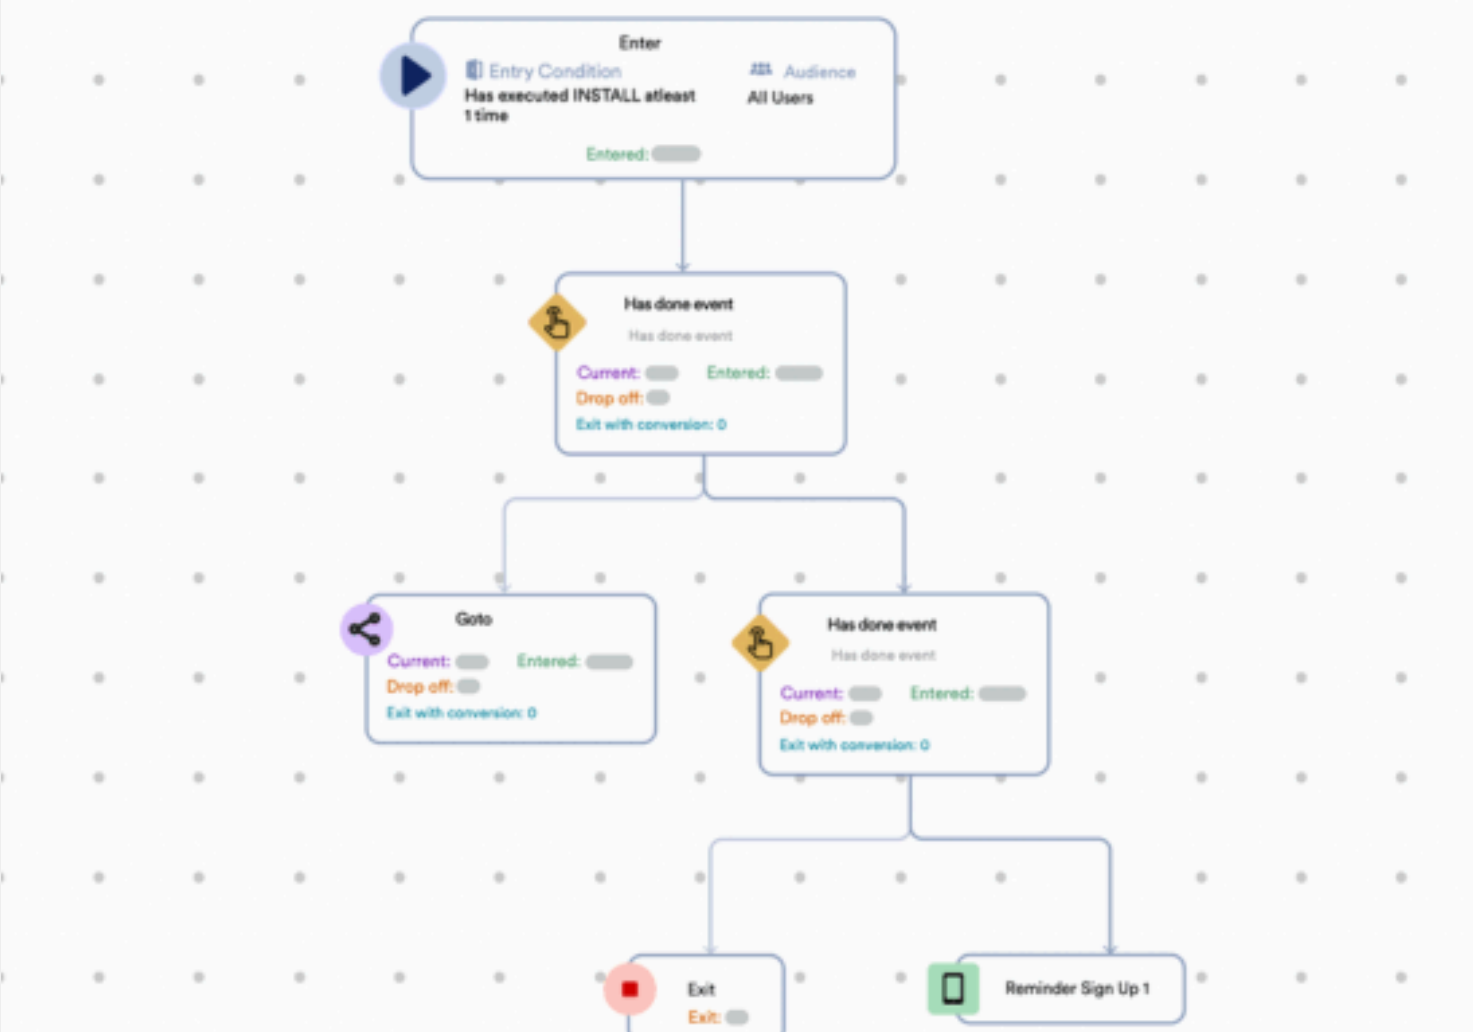 Enter
Entry Condition
Audience
Has executed INSTALL atleast
1 time
All Users
Entered:
Has done event
Has done event
Current: Entered:
Drop off:
Exit with conversion: 0
Goto
Current: Entered:
Drop off:
Exit with conversion: 0
Has done event
Has done event
Current: Entered:
Drop off:
Exit with conversion: 0
Exit
Exit:
Reminder Sign Up 1